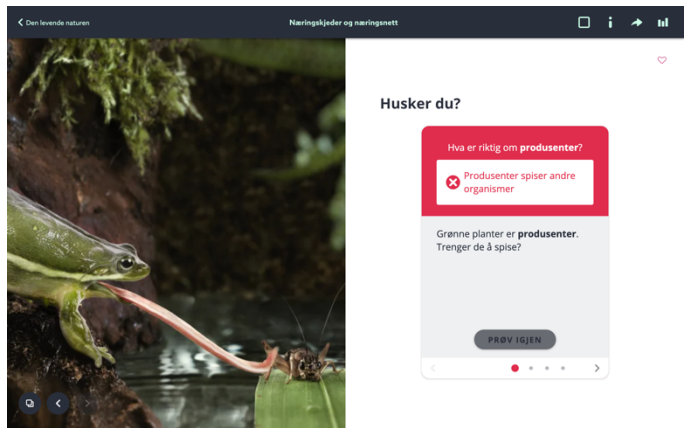 Den levende naturen
Næringskjeder og næringsnett
Husker du?
Hva er riktig om produsenter?
Produsenter spiser andre
organismer
Grønne planter er produsenter.
Trenger de å spise?
PRØV IGJEN